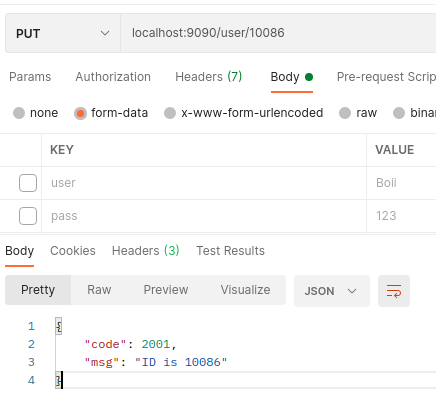 PUT localhost:9090/user/10086
Params Authorization Headers (7) Body Pre-request Scrip
none form-data x-www-form-urlencoded raw binar
KEY VALUE
user Boii
pass 123
Body Cookies Headers (3) Test Results
Pretty Raw Preview Visualize JSON
1 {
2 "code": 2001,
3 "msg": "ID is 10086"
4 }